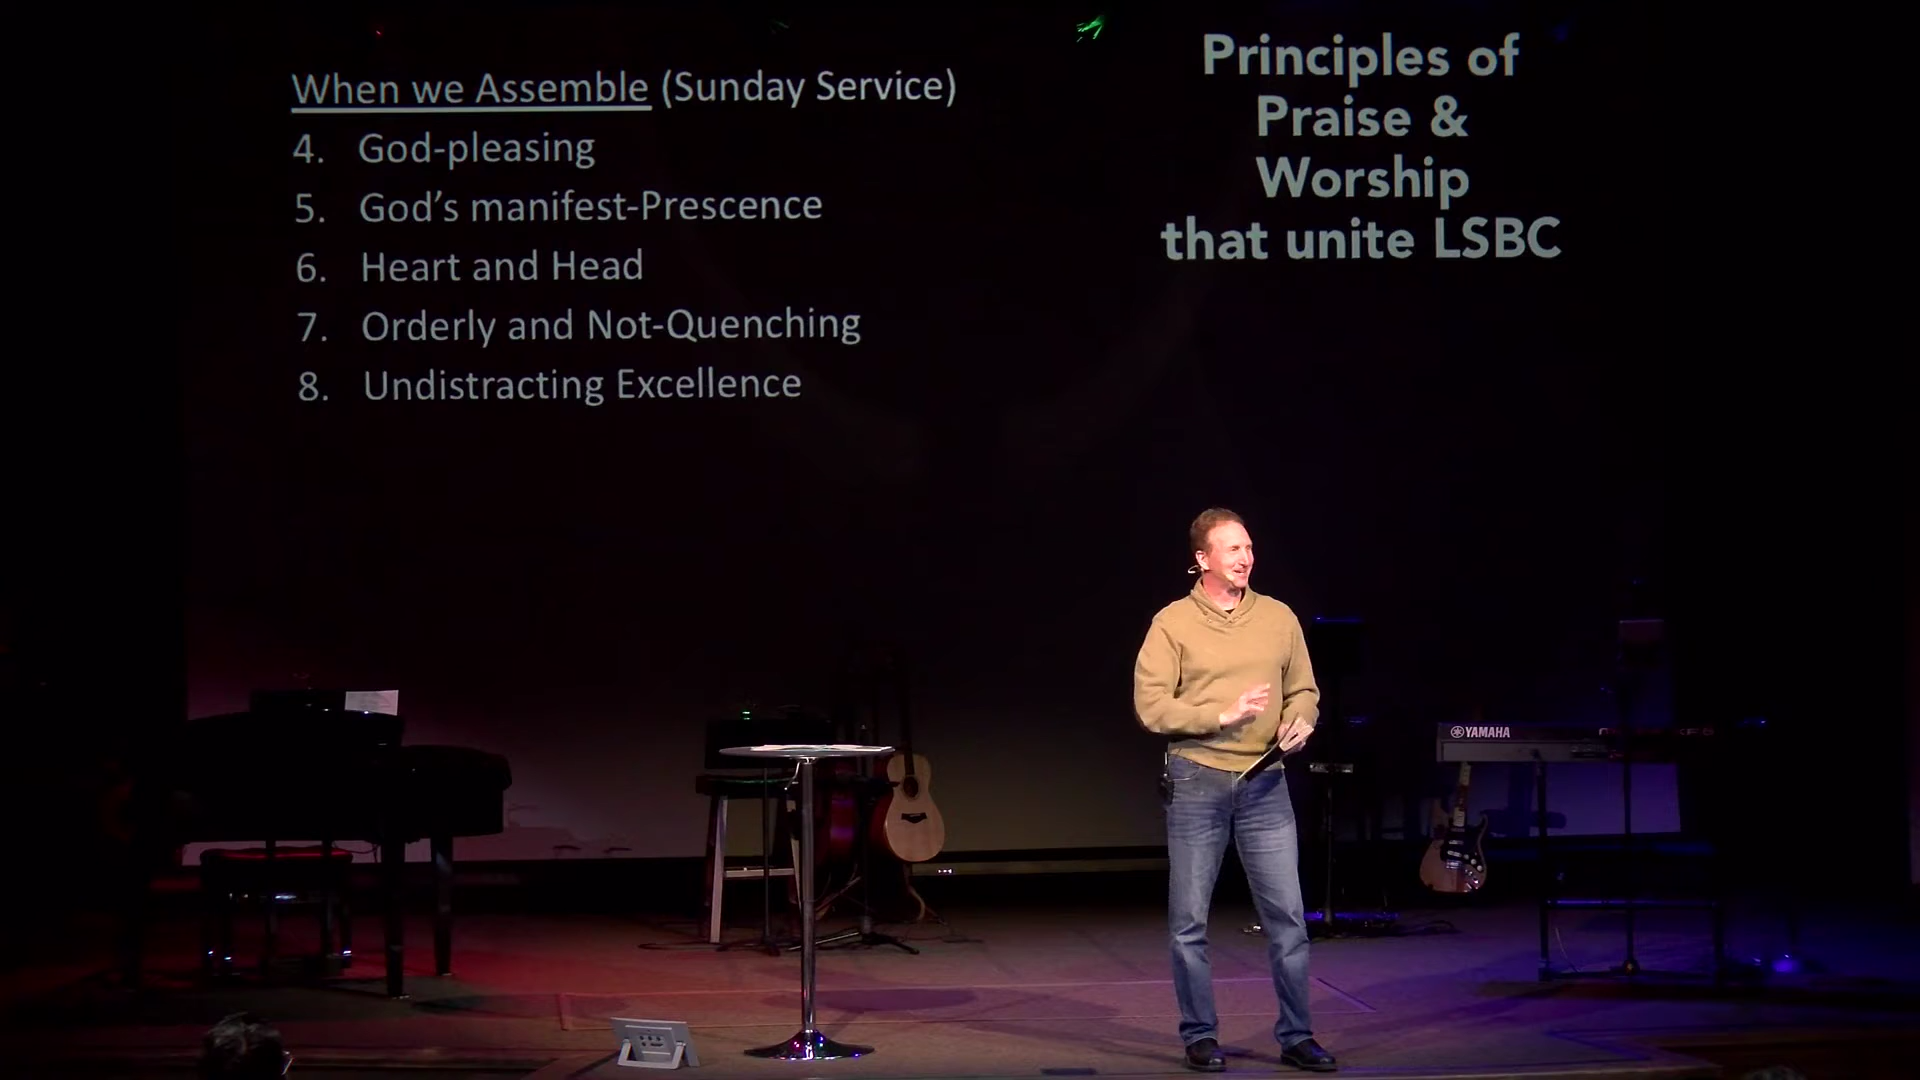 When we Assemble (Sunday Service)
4. God-pleasing
5. God's manifest-Prescence
6. Heart and Head
7. Orderly and Not-Quenching
8. Undistracting Excellence
Principles of
Praise &
Worship
that unite LSBC
YAMAHA